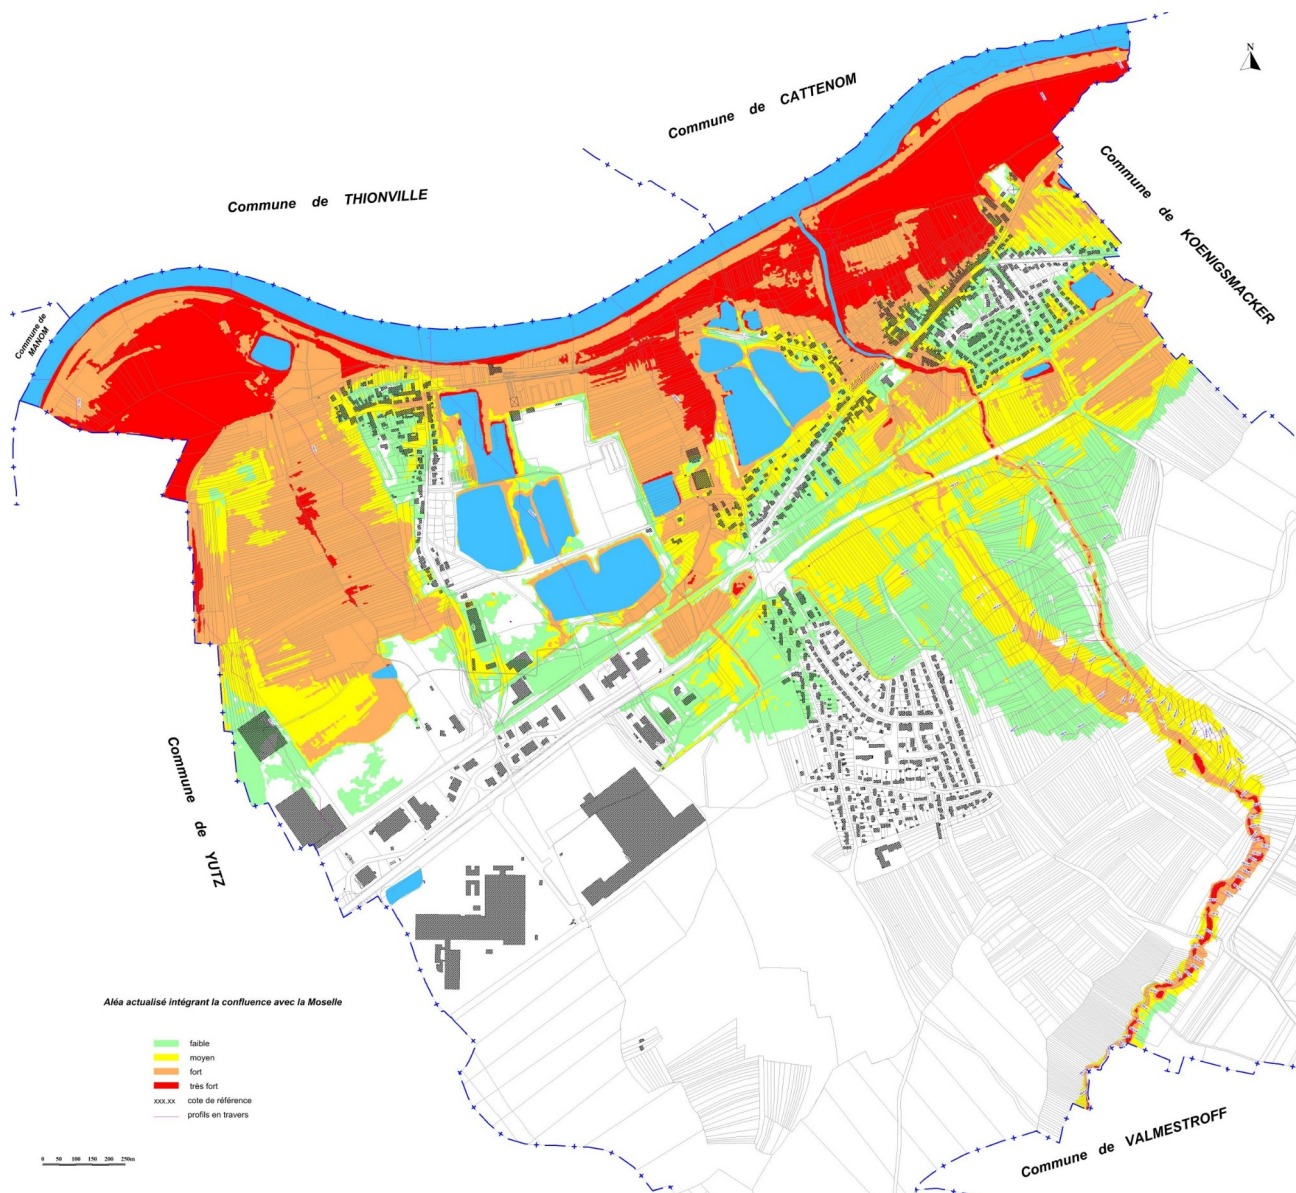 N
Commune de CATTENOM
Commune de THIONVILLE
Commune de KOENIGSMACKER
Commune de
MANOM
Commune de YUTZ
Aléa actualisé intégrant la confluence avec la Moselle
faible
moyen
fort
très fort
xxx.xx cote de référence
profils en travers
0 50 100 150 200 250m
Commune de VALMESTROFF